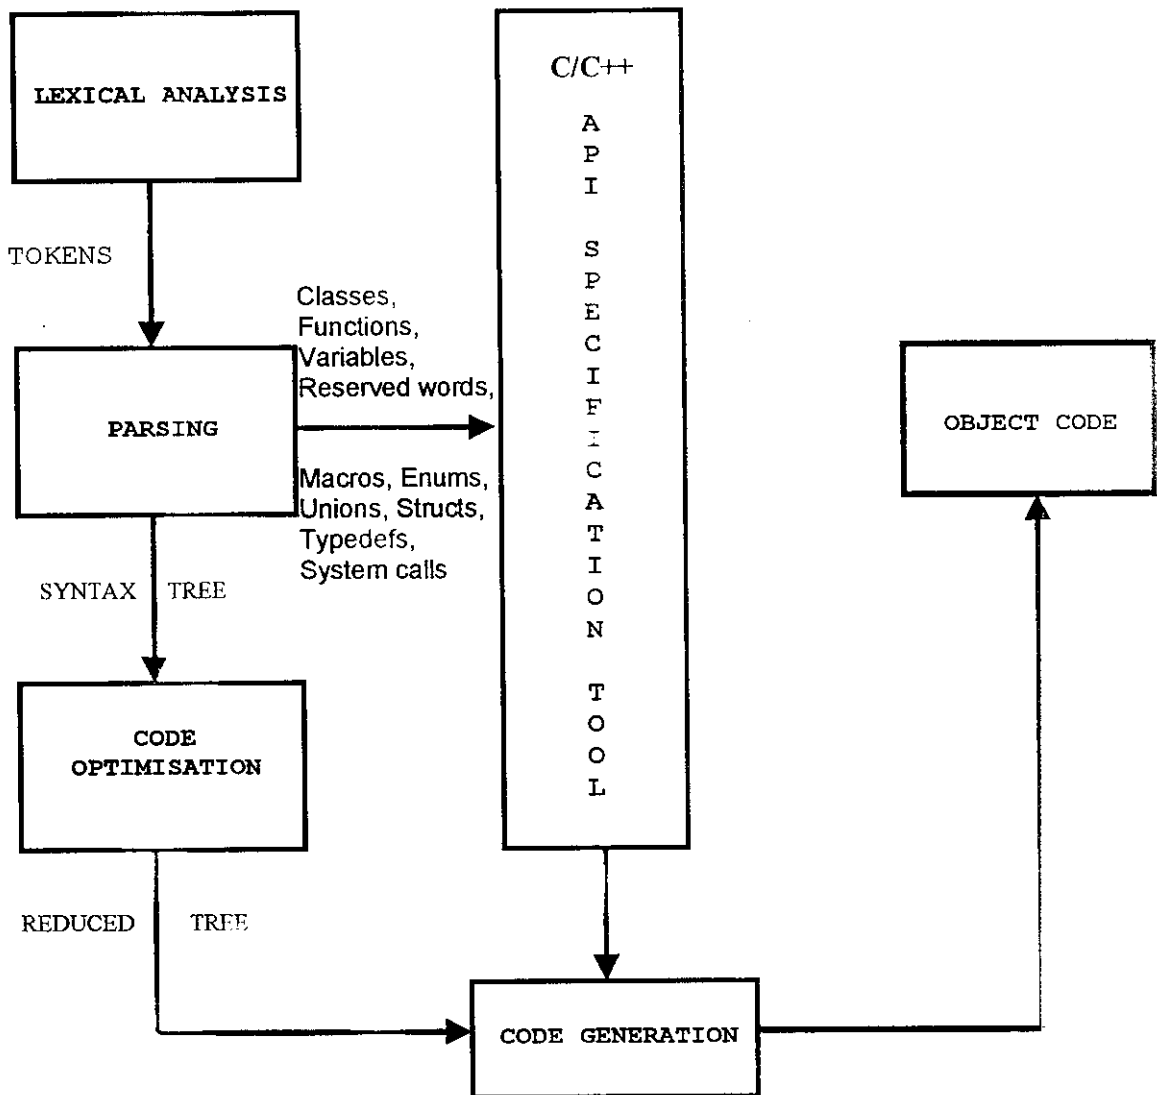 LEXICAL ANALYSIS
TOKENS
Classes,
Functions,
Variables,
Reserved words,
PARSING
Macros, Enums,
Unions, Structs,
Typedefs,
System calls
SYNTAX TREE
CODE
OPTIMISATION
REDUCED TREE
C/C++
A
P
I
S
P
E
C
I
F
I
C
A
T
I
O
N
T
O
O
L
CODE GENERATION
OBJECT CODE